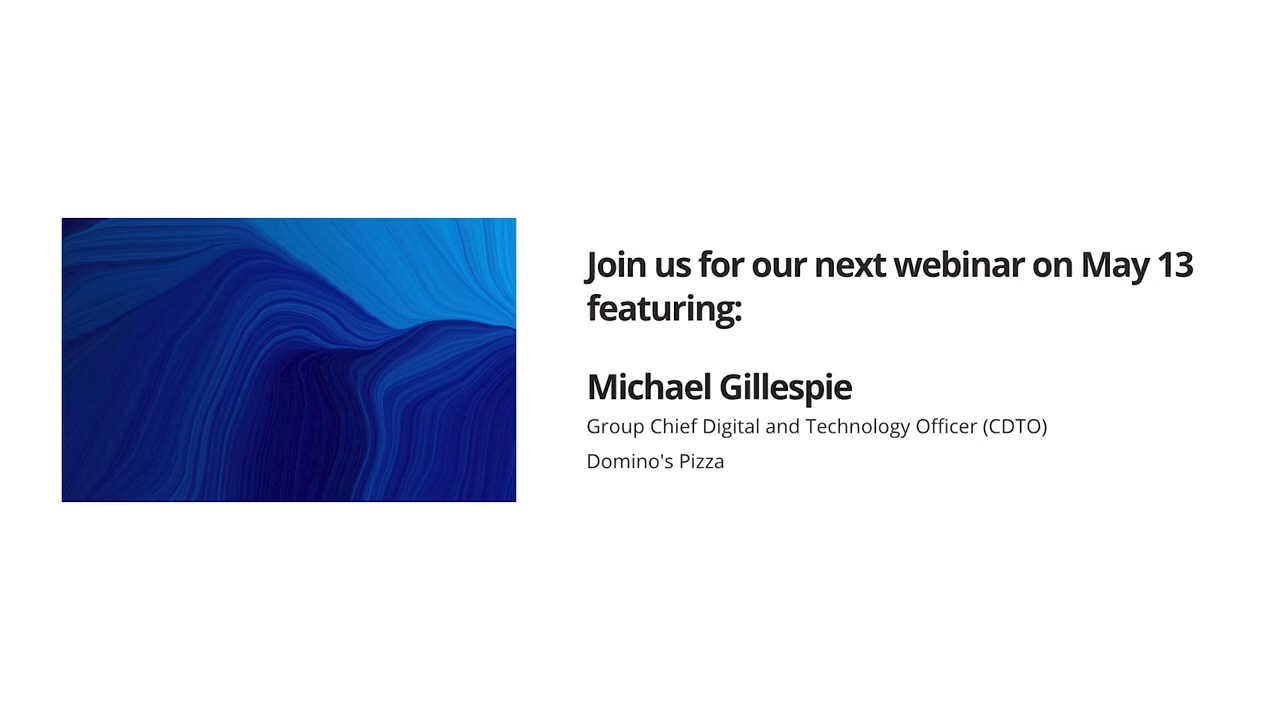 Join us for our next webinar on May 13
featuring:
Michael Gillespie
Group Chief Digital and Technology Officer (CDTO)
Domino's Pizza